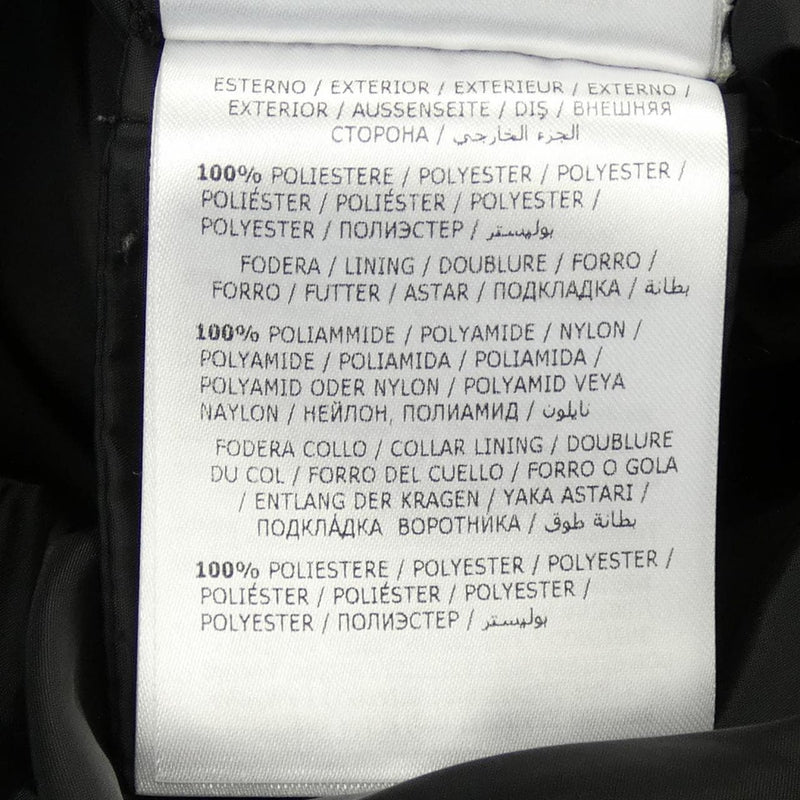 ESTERNO / EXTERIOR / EXTERIEUR / EXTERNO /
EXTERIOR / AUSSENSEITE / DIŞ / ВНЕШНЯЯ
СТОРОНА / الجزء الخارجي
100% POLIESTERE / POLYESTER / POLYESTER /
POLIÉSTER / POLIÉSTER / POLYESTER /
POLYESTER / ПОЛИЭСТЕР / بوليستر
FODERA / LINING / DOUBLURE / FORRO /
FORRO / FUTTER / ASTAR / ПОДКЛАДКА / بطانة
100% POLIAMMIDE / POLYAMIDE / NYLON /
POLYAMIDE / POLIAMIDA / POLIAMIDA /
POLYAMID ODER NYLON / POLYAMID VEYA
NAYLON / НЕЙЛОН, ПОЛИАМИД / نايلون
FODERA COLLO / COLLAR LINING / DOUBLURE
DU COL / FORRO DEL CUELLO / FORRO O GOLA
/ ENTLANG DER KRAGEN / YAKA ASTARI /
ПОДКЛА́ДКА ВОРОТНИКА / بطانة طوق
100% POLIESTERE / POLYESTER / POLYESTER /
POLIÉSTER / POLIÉSTER / POLYESTER /
POLYESTER / ПОЛИЭСТЕР / بوليستر